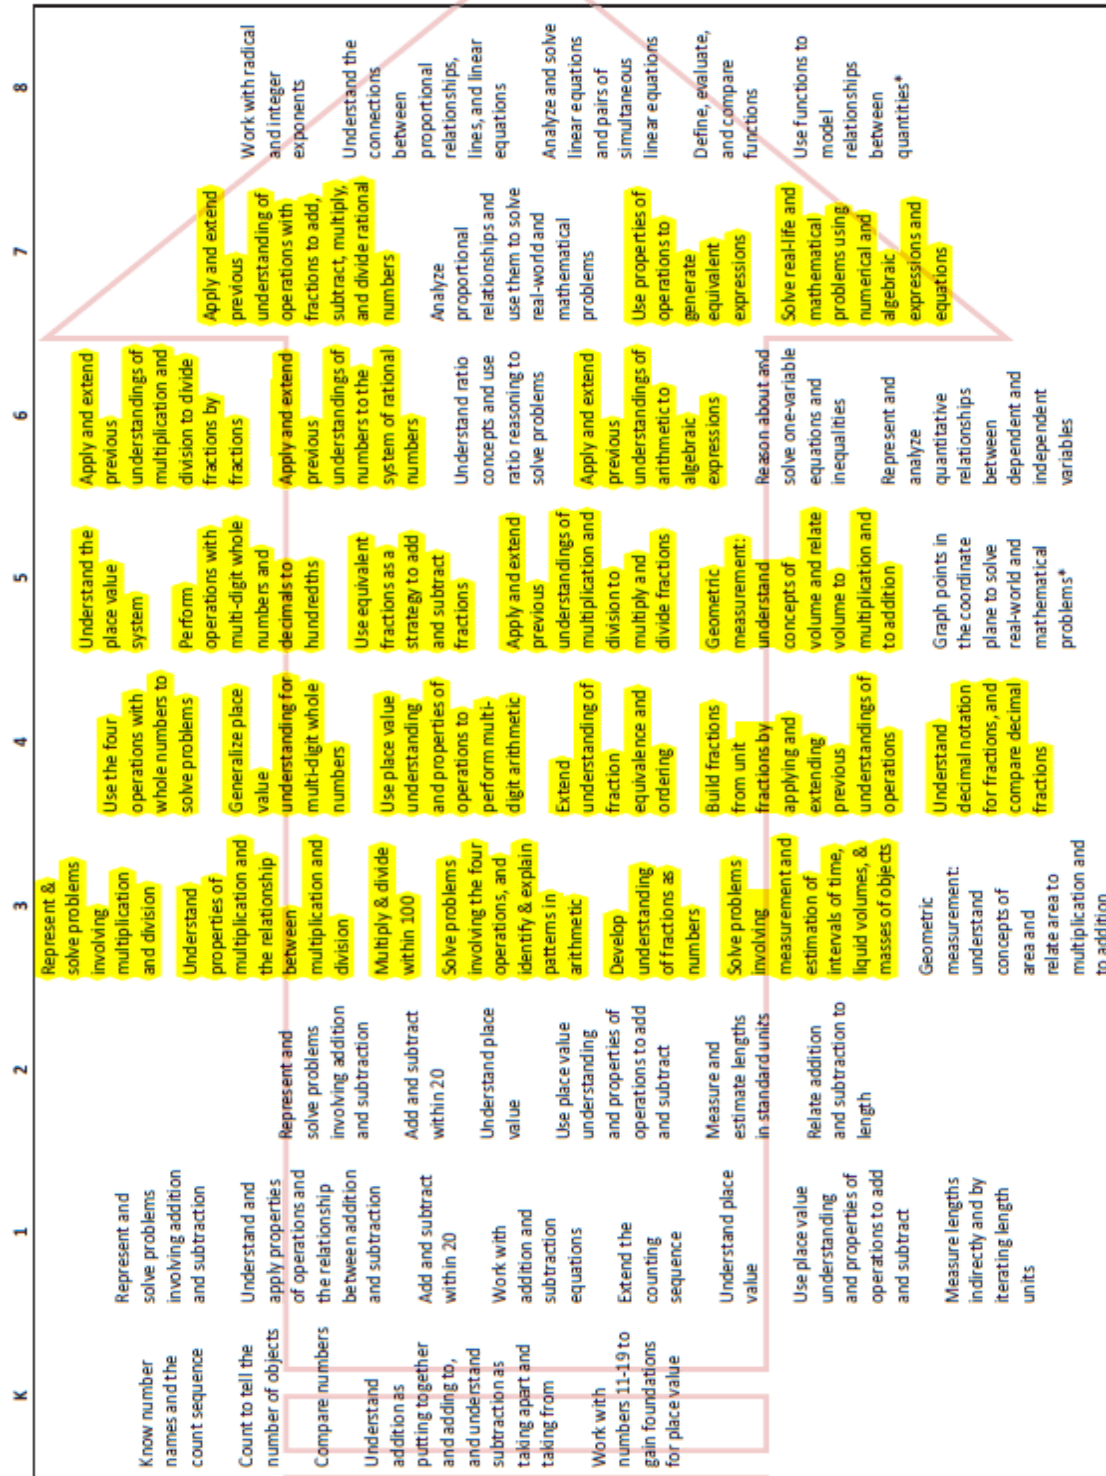 K
Know number
names and the
count sequence
Count to tell the
number of objects
Compare numbers
Understand
addition as
putting together
and adding to,
and understand
subtraction as
taking apart and
taking from
Work with
numbers 11-19 to
gain foundations
for place value
1
Represent and
solve problems
involving addition
and subtraction
Understand and
apply properties
of operations and
the relationship
between addition
and subtraction
Add and subtract
within 20
Work with
addition and
subtraction
equations
Extend the
counting
sequence
Understand place
value
Use place value
understanding
and properties of
operations to add
and subtract
Measure lengths
indirectly and by
iterating length
units
2
Represent and
solve problems
involving addition
and subtraction
Add and subtract
within 20
Understand place
value
Use place value
understanding
and properties of
operations to add
and subtract
Measure and
estimate lengths
in standard units
Relate addition
and subtraction to
length
3
Represent &
solve problems
involving
multiplication
and division
Understand
properties of
multiplication and
the relationship
between
multiplication and
division
Multiply & divide
within 100
Solve problems
involving the four
operations, and
identify & explain
patterns in
arithmetic
Develop
understanding
of fractions as
numbers
Solve problems
involving
measurement and
estimation of
intervals of time,
liquid volumes, &
masses of objects
Geometric
measurement:
understand
concepts of
area and
relate area to
multiplication and
to addition
4
Use the four
operations with
whole numbers to
solve problems
Generalize place
value
understanding for
multi-digit whole
numbers
Use place value
understanding
and properties of
operations to
perform multi-
digit arithmetic
Extend
understanding of
fraction
equivalence and
ordering
Build fractions
from unit
fractions by
applying and
extending
previous
understandings of
operations
Understand
decimal notation
for fractions, and
compare decimal
fractions
5
Understand the
place value
system
Perform
operations with
multi-digit whole
numbers and
decimals to
hundredths
Use equivalent
fractions as a
strategy to add
and subtract
fractions
Apply and extend
previous
understandings of
multiplication and
division to
multiply and
divide fractions
Geometric
measurement:
understand
concepts of
volume and relate
volume to
multiplication and
to addition
Graph points in
the coordinate
plane to solve
real-world and
mathematical
problems*
6
Apply and extend
previous
understandings of
multiplication and
division to divide
fractions by
fractions
Apply and extend
previous
understandings of
numbers to the
system of rational
numbers
Understand ratio
concepts and use
ratio reasoning to
solve problems
Apply and extend
previous
understandings of
arithmetic to
algebraic
expressions
Reason about and
solve one-variable
equations and
inequalities
Represent and
analyze
quantitative
relationships
between
dependent and
independent
variables
7
Apply and extend
previous
understanding of
operations with
fractions to add,
subtract, multiply,
and divide rational
numbers
Analyze
proportional
relationships and
use them to solve
real-world and
mathematical
problems
Use properties of
operations to
generate
equivalent
expressions
Solve real-life and
mathematical
problems using
numerical and
algebraic
expressions and
equations
8
Work with radical
and integer
exponents
Understand the
connections
between
proportional
relationships,
lines, and linear
equations
Analyze and solve
linear equations
and pairs of
simultaneous
linear equations
Define, evaluate,
and compare
functions
Use functions to
model
relationships
between
quantities*